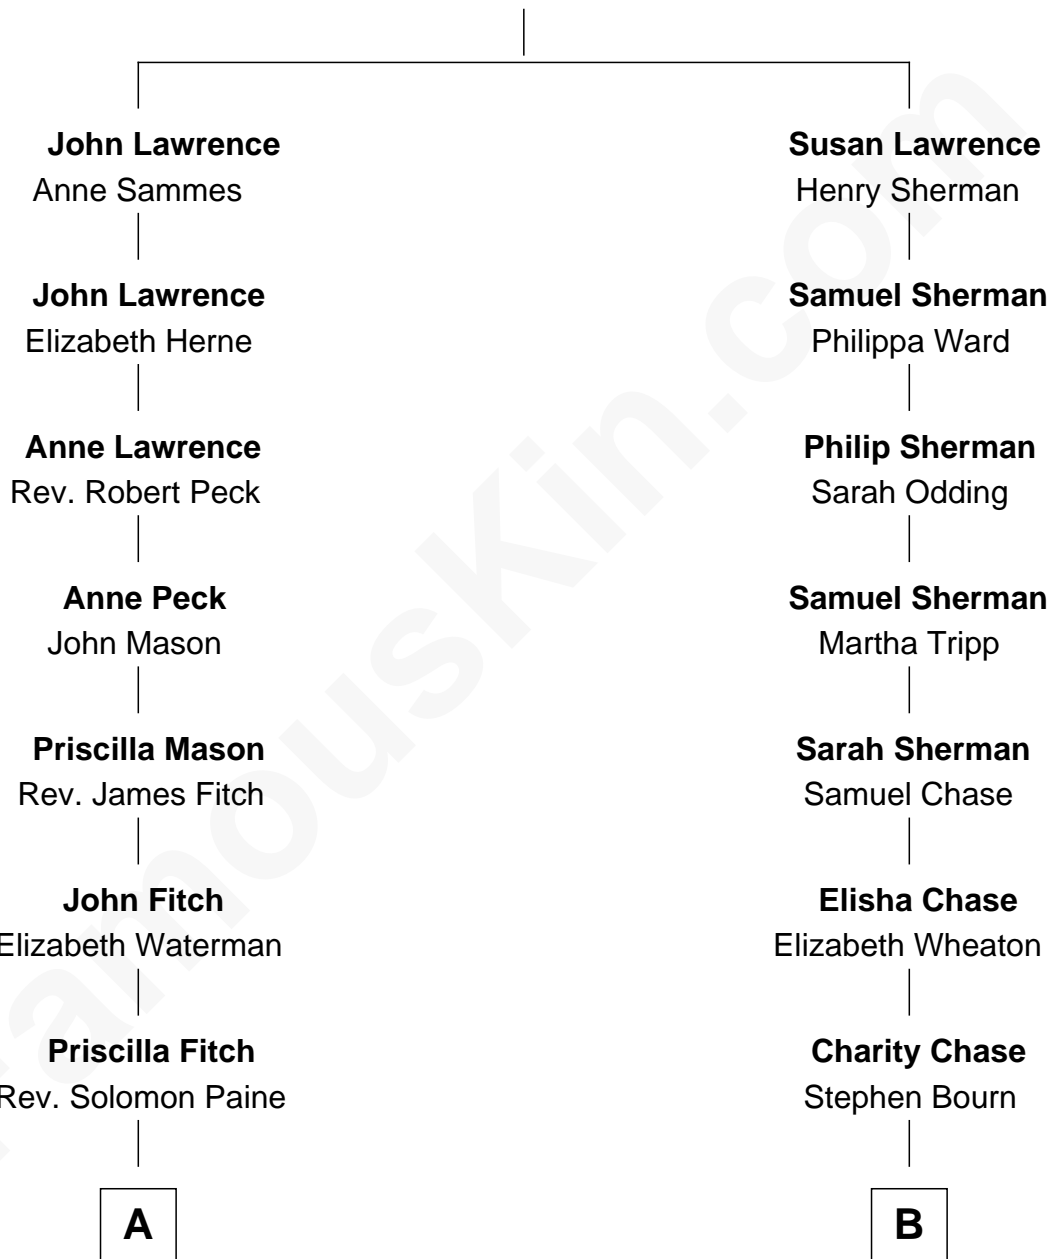 John Lawrence
Anne Sammes
John Lawrence
Elizabeth Herne
Anne Lawrence
Rev. Robert Peck
Anne Peck
John Mason
Priscilla Mason
Rev. James Fitch
John Fitch
Elizabeth Waterman
Priscilla Fitch
Rev. Solomon Paine
A
Susan Lawrence
Henry Sherman
Samuel Sherman
Philippa Ward
Philip Sherman
Sarah Odding
Samuel Sherman
Martha Tripp
Sarah Sherman
Samuel Chase
Elisha Chase
Elizabeth Wheaton
Charity Chase
Stephen Bourn
B
FamousKin.com